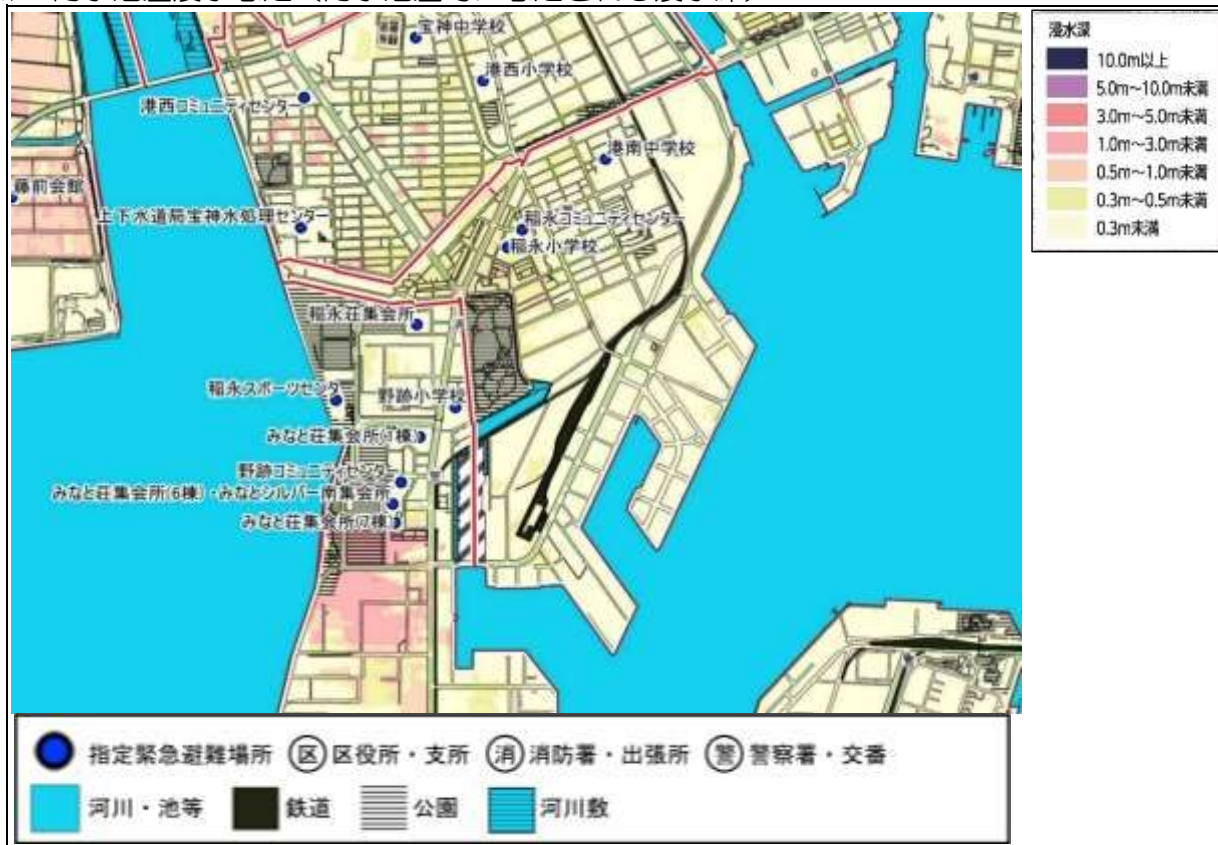 宝神中学校
港西小学校
港西コミュニティセンター
港南中学校
藤前会館
上下水道局宝神水処理センター
稲永コミュニティセンター
稲永小学校
稲永荘集会所
稲永スポーツセンター
野跡小学校
みなと荘集会所(1棟)
野跡コミュニティセンター
みなと荘集会所(6棟)・みなとシルバー南集会所
みなと荘集会所(7棟)
浸水深
10.0m以上
5.0m～10.0m未満
3.0m～5.0m未満
1.0m～3.0m未満
0.5m～1.0m未満
0.3m～0.5m未満
0.3m未満
指定緊急避難場所 区 区役所・支所 消 消防署・出張所 警 警察署・交番
河川・池等 鉄道 公園 河川敷